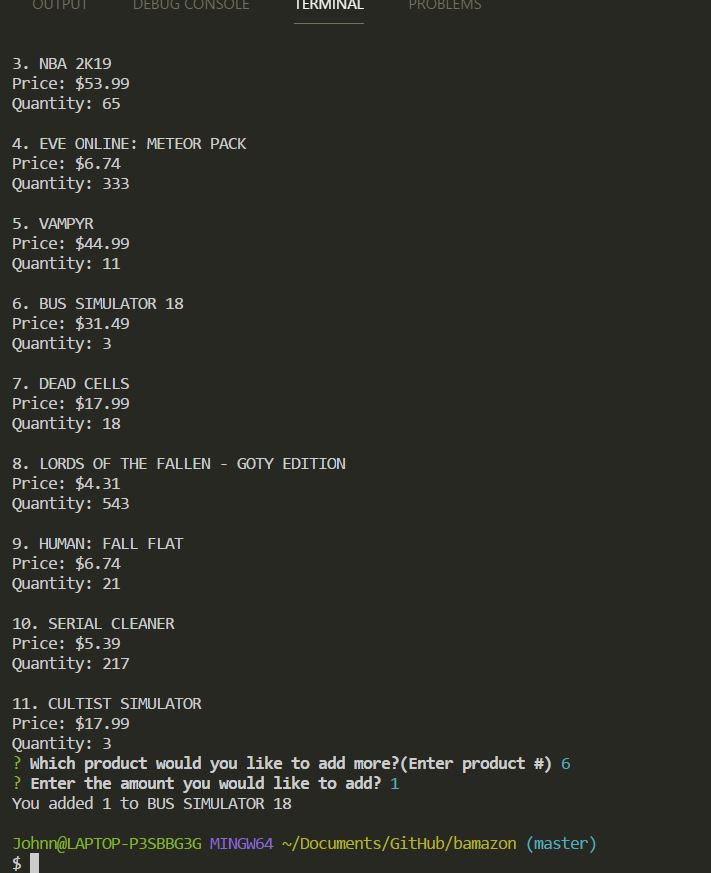 OUTPUT DEBUG CONSOLE TERMINAL PROBLEMS
3. NBA 2K19
Price: $53.99
Quantity: 65
4. EVE ONLINE: METEOR PACK
Price: $6.74
Quantity: 333
5. VAMPYR
Price: $44.99
Quantity: 11
6. BUS SIMULATOR 18
Price: $31.49
Quantity: 3
7. DEAD CELLS
Price: $17.99
Quantity: 18
8. LORDS OF THE FALLEN - GOTY EDITION
Price: $4.31
Quantity: 543
9. HUMAN: FALL FLAT
Price: $6.74
Quantity: 21
10. SERIAL CLEANER
Price: $5.39
Quantity: 217
11. CULTIST SIMULATOR
Price: $17.99
Quantity: 3
? Which product would you like to add more?(Enter product #) 6
? Enter the amount you would like to add? 1
You added 1 to BUS SIMULATOR 18
Johnn@LAPTOP-P3SBBG3G MINGW64 ~/Documents/GitHub/bamazon (master)
$